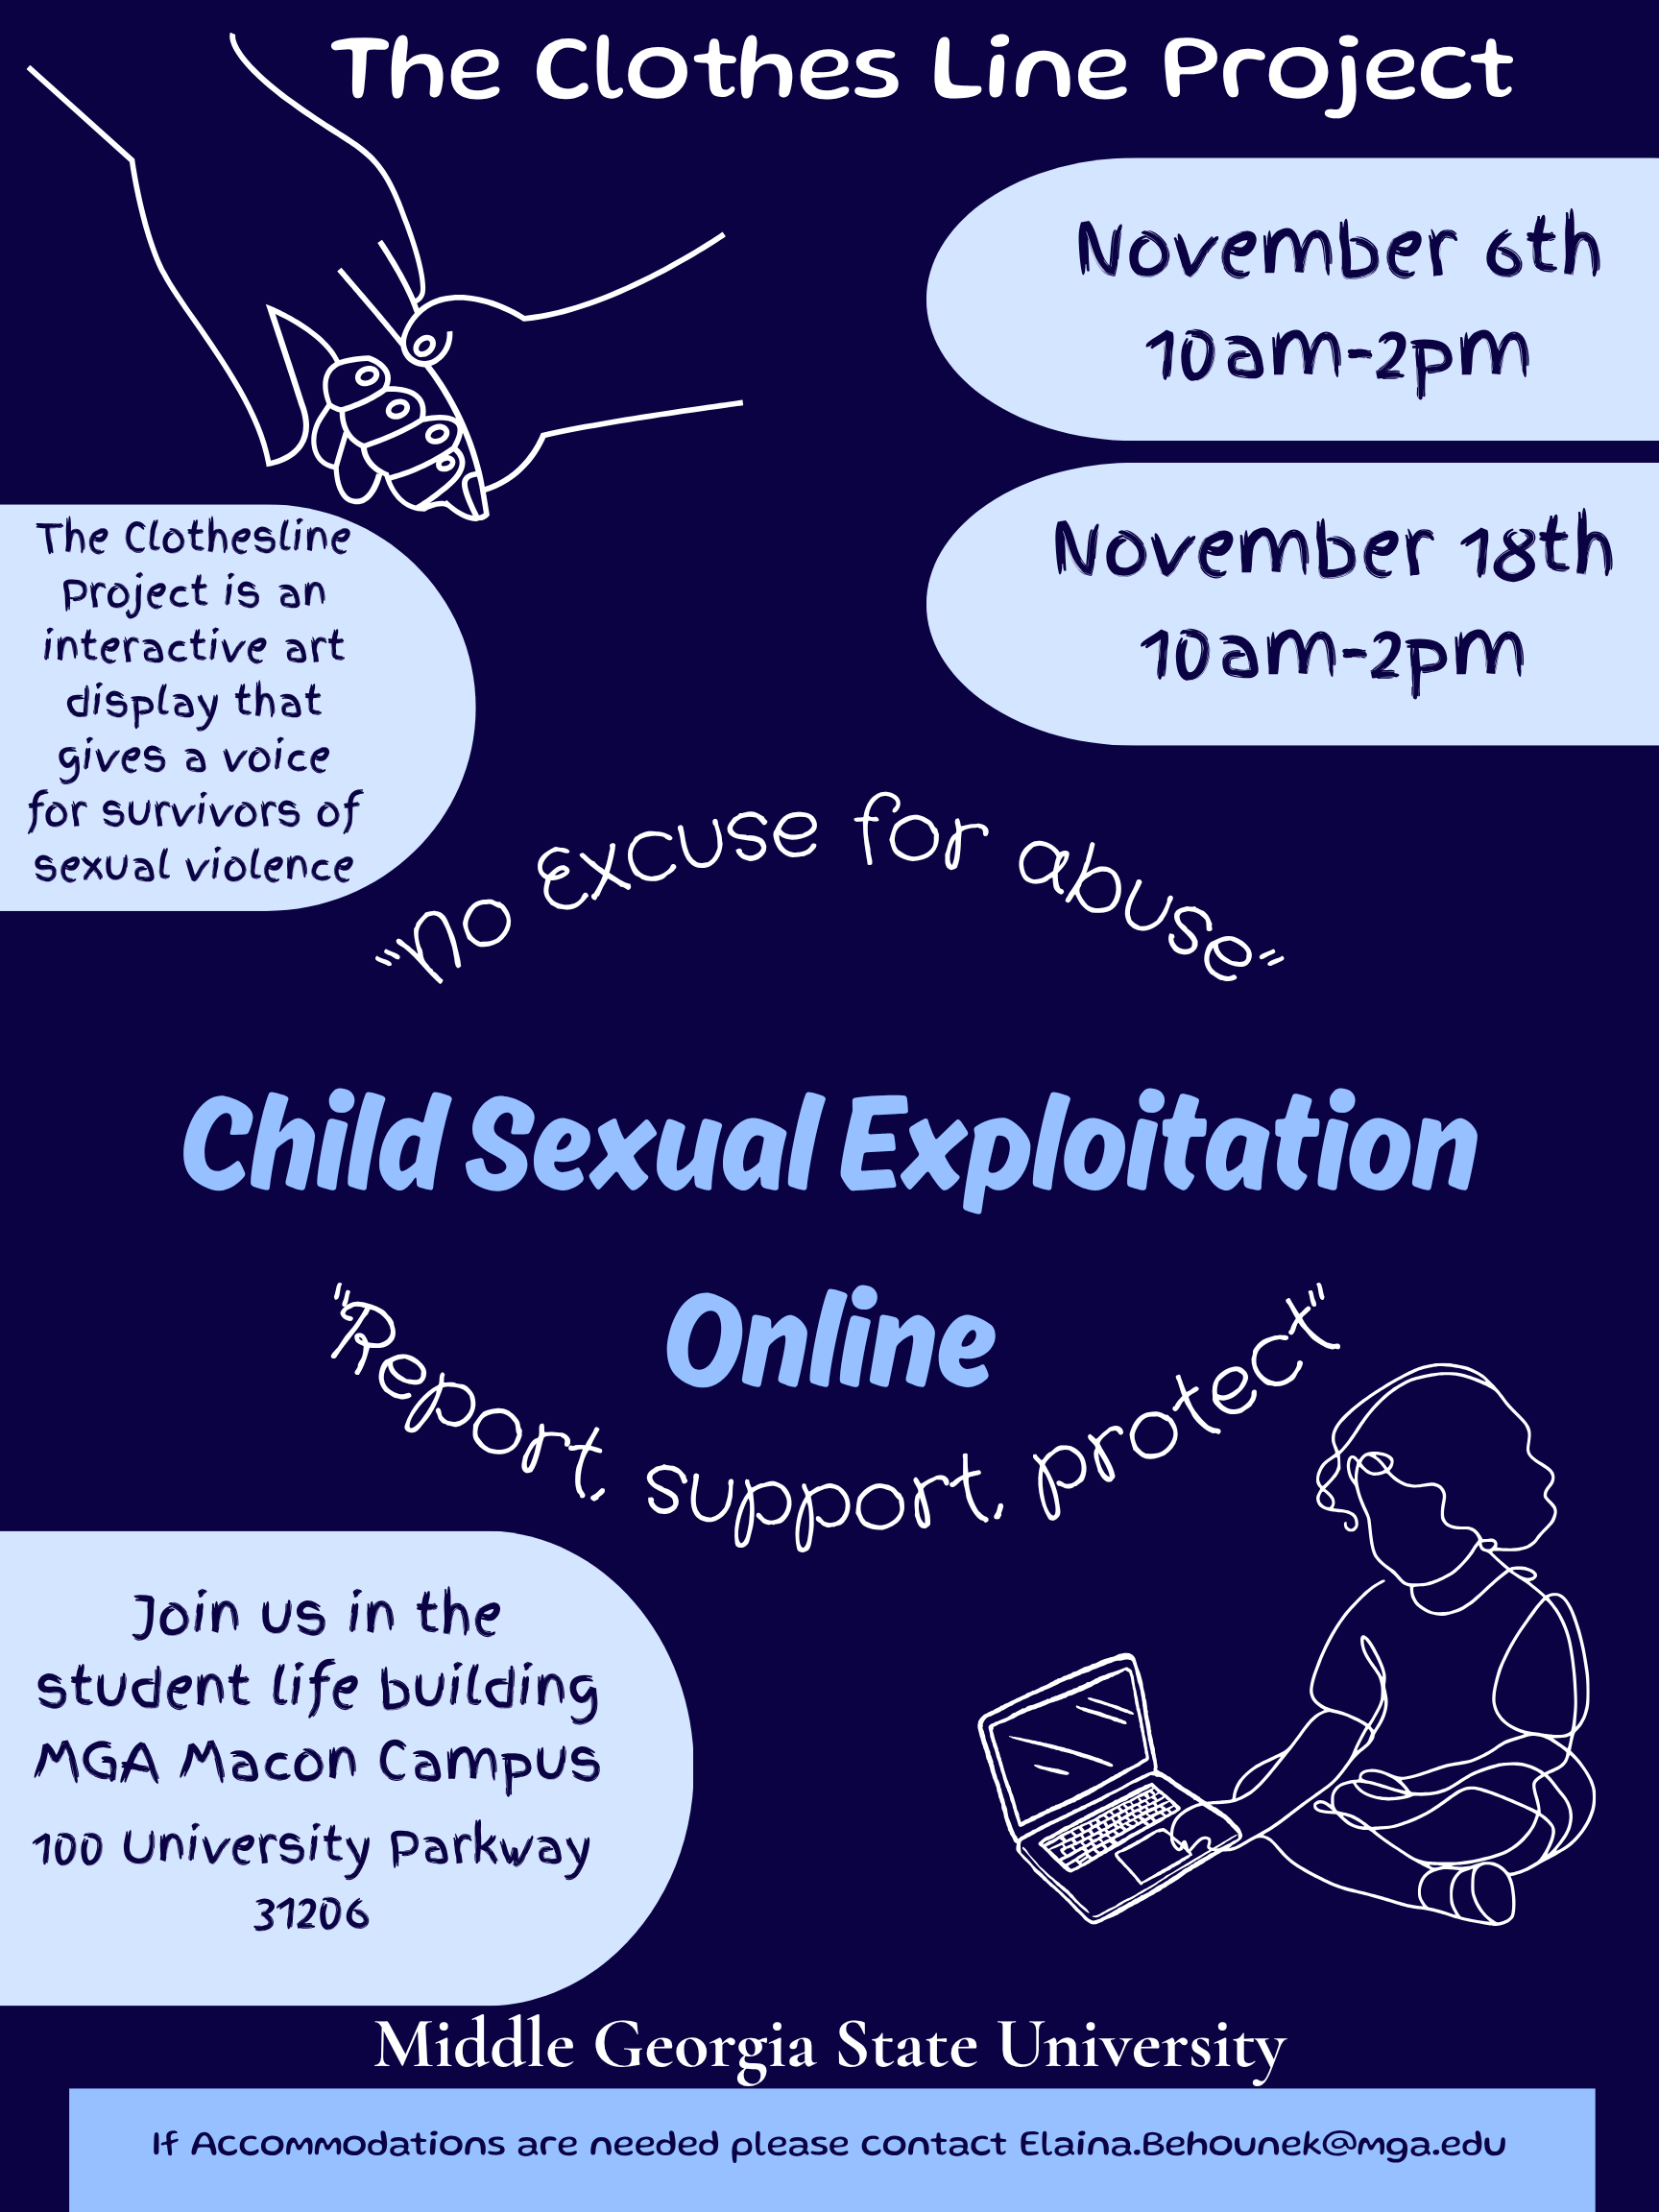 The Clothes Line Project
November 6th
10am-2pm
November 18th
10am-2pm
The Clothesline
Project is an
interactive art
display that
gives a voice
for survivors of
sexual violence
"No Excuse for abuse"
Child Sexual Exploitation
Online
"Report, support, protect"
Join us in the
student life building
MGA Macon Campus
100 University Parkway
31206
Middle Georgia State University
If Accommodations are needed please contact Elaina.Behounek@mga.edu